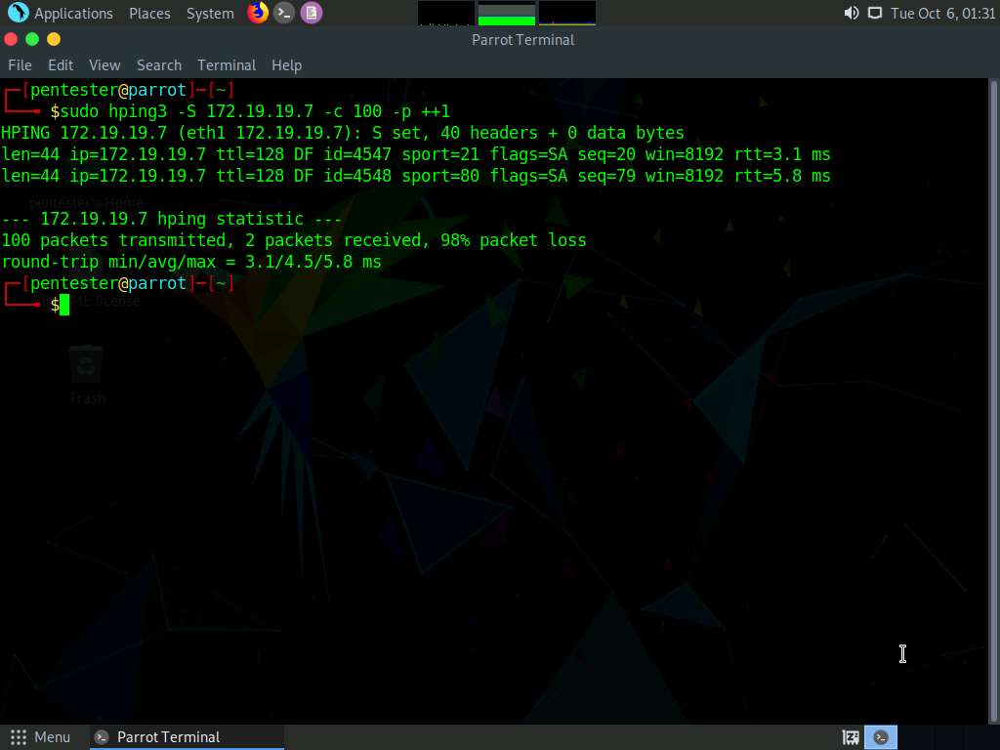 Applications Places System Tue Oct 6, 01:31
Parrot Terminal
File Edit View Search Terminal Help
┌─[pentester@parrot]─[~]
└──╼ $sudo hping3 -S 172.19.19.7 -c 100 -p ++1
HPING 172.19.19.7 (eth1 172.19.19.7): S set, 40 headers + 0 data bytes
len=44 ip=172.19.19.7 ttl=128 DF id=4547 sport=21 flags=SA seq=20 win=8192 rtt=3.1 ms
len=44 ip=172.19.19.7 ttl=128 DF id=4548 sport=80 flags=SA seq=79 win=8192 rtt=5.8 ms
pentester's Home
--- 172.19.19.7 hping statistic ---
100 packets transmitted, 2 packets received, 98% packet loss
round-trip min/avg/max = 3.1/4.5/5.8 ms
┌─[pentester@parrot]─[~]
└──╼ $
Trash
Menu Parrot Terminal